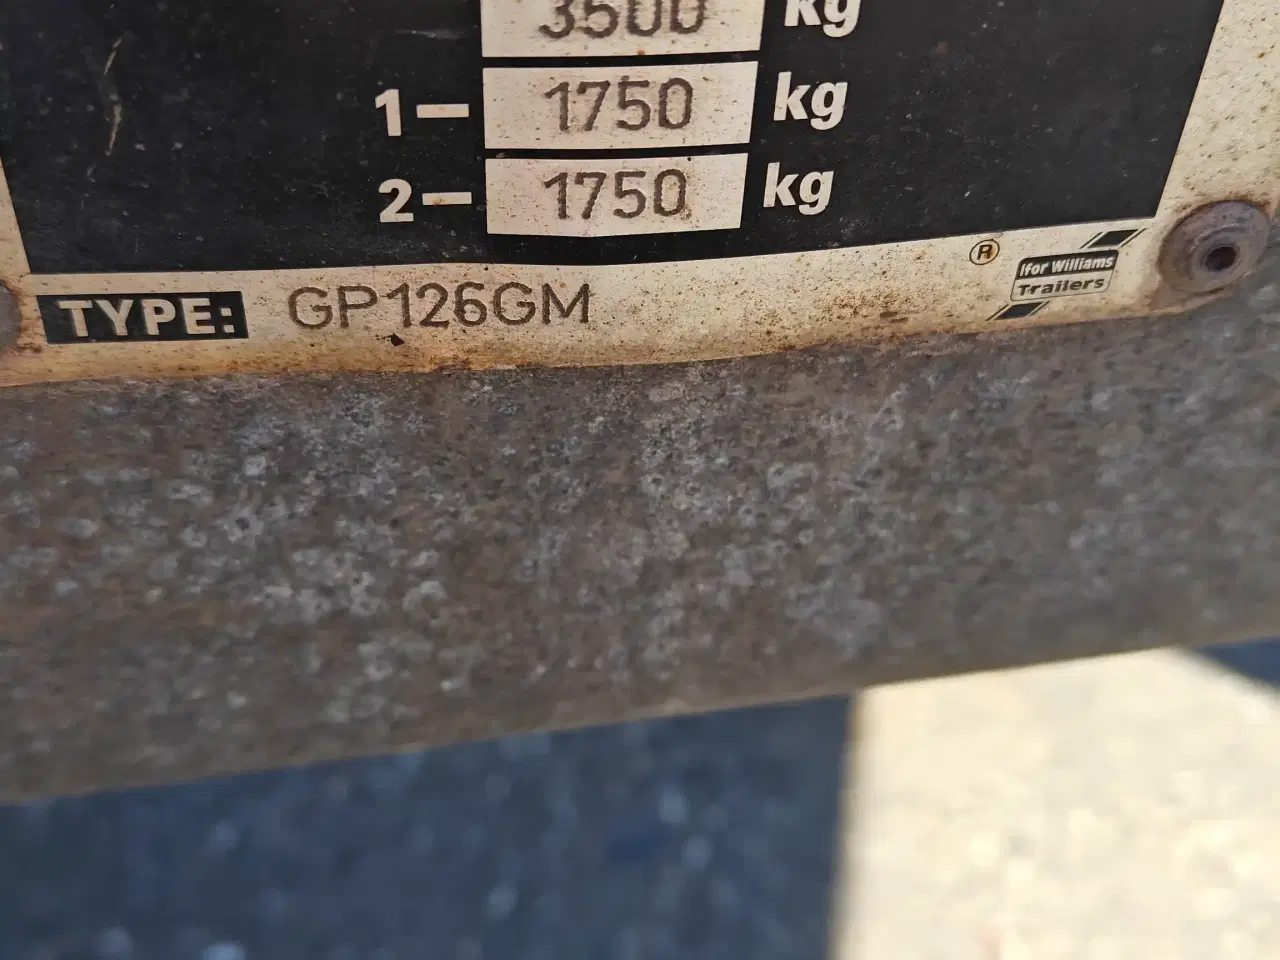 3500 kg
1- 1750 kg
2- 1750 kg
TYPE: GP126GM
®
Ifor Williams
Trailers